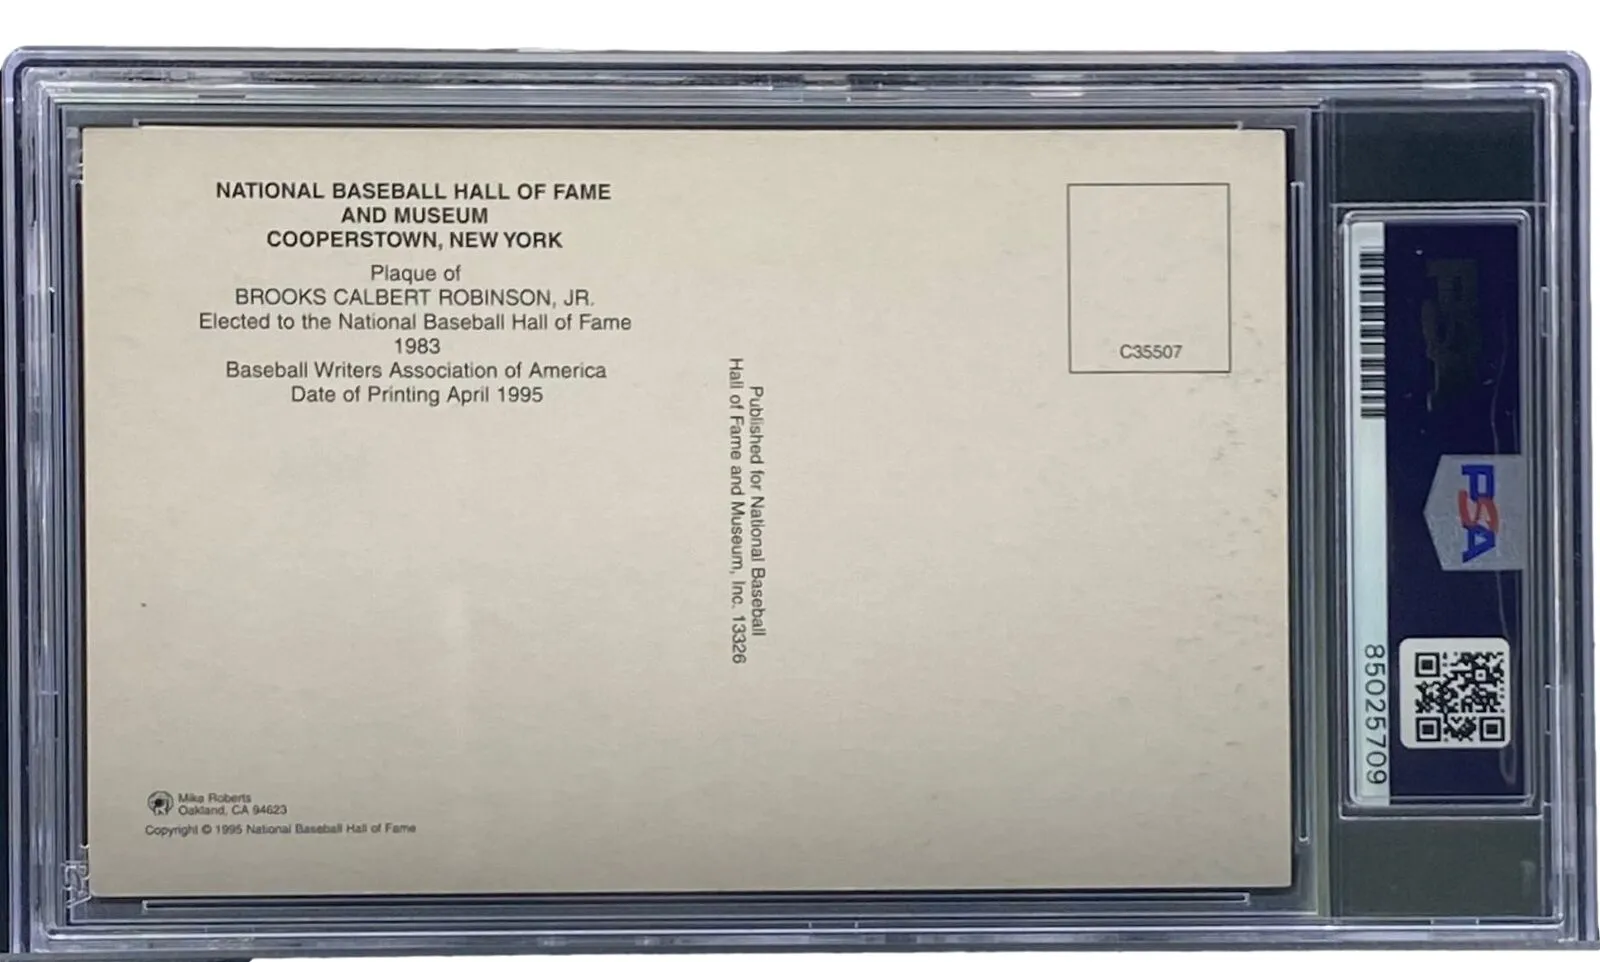 NATIONAL BASEBALL HALL OF FAME
AND MUSEUM
COOPERSTOWN, NEW YORK
Plaque of
BROOKS CALBERT ROBINSON, JR.
Elected to the National Baseball Hall of Fame
1983
Baseball Writers Association of America
Date of Printing April 1995
Mike Roberts
Oakland, CA 94623
Copyright © 1995 National Baseball Hall of Fame
Published for National Baseball
Hall of Fame and Museum, Inc. 13326
C35507
PSA
PSA
85025709
PSA